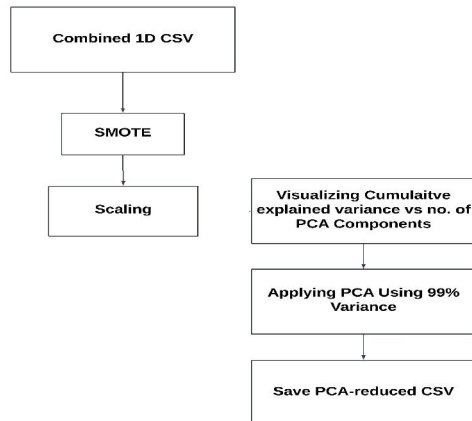 Combined 1D CSV
SMOTE
Scaling
Visualizing Cumulaitve
explained variance vs no. of
PCA Components
Applying PCA Using 99%
Variance
Save PCA-reduced CSV